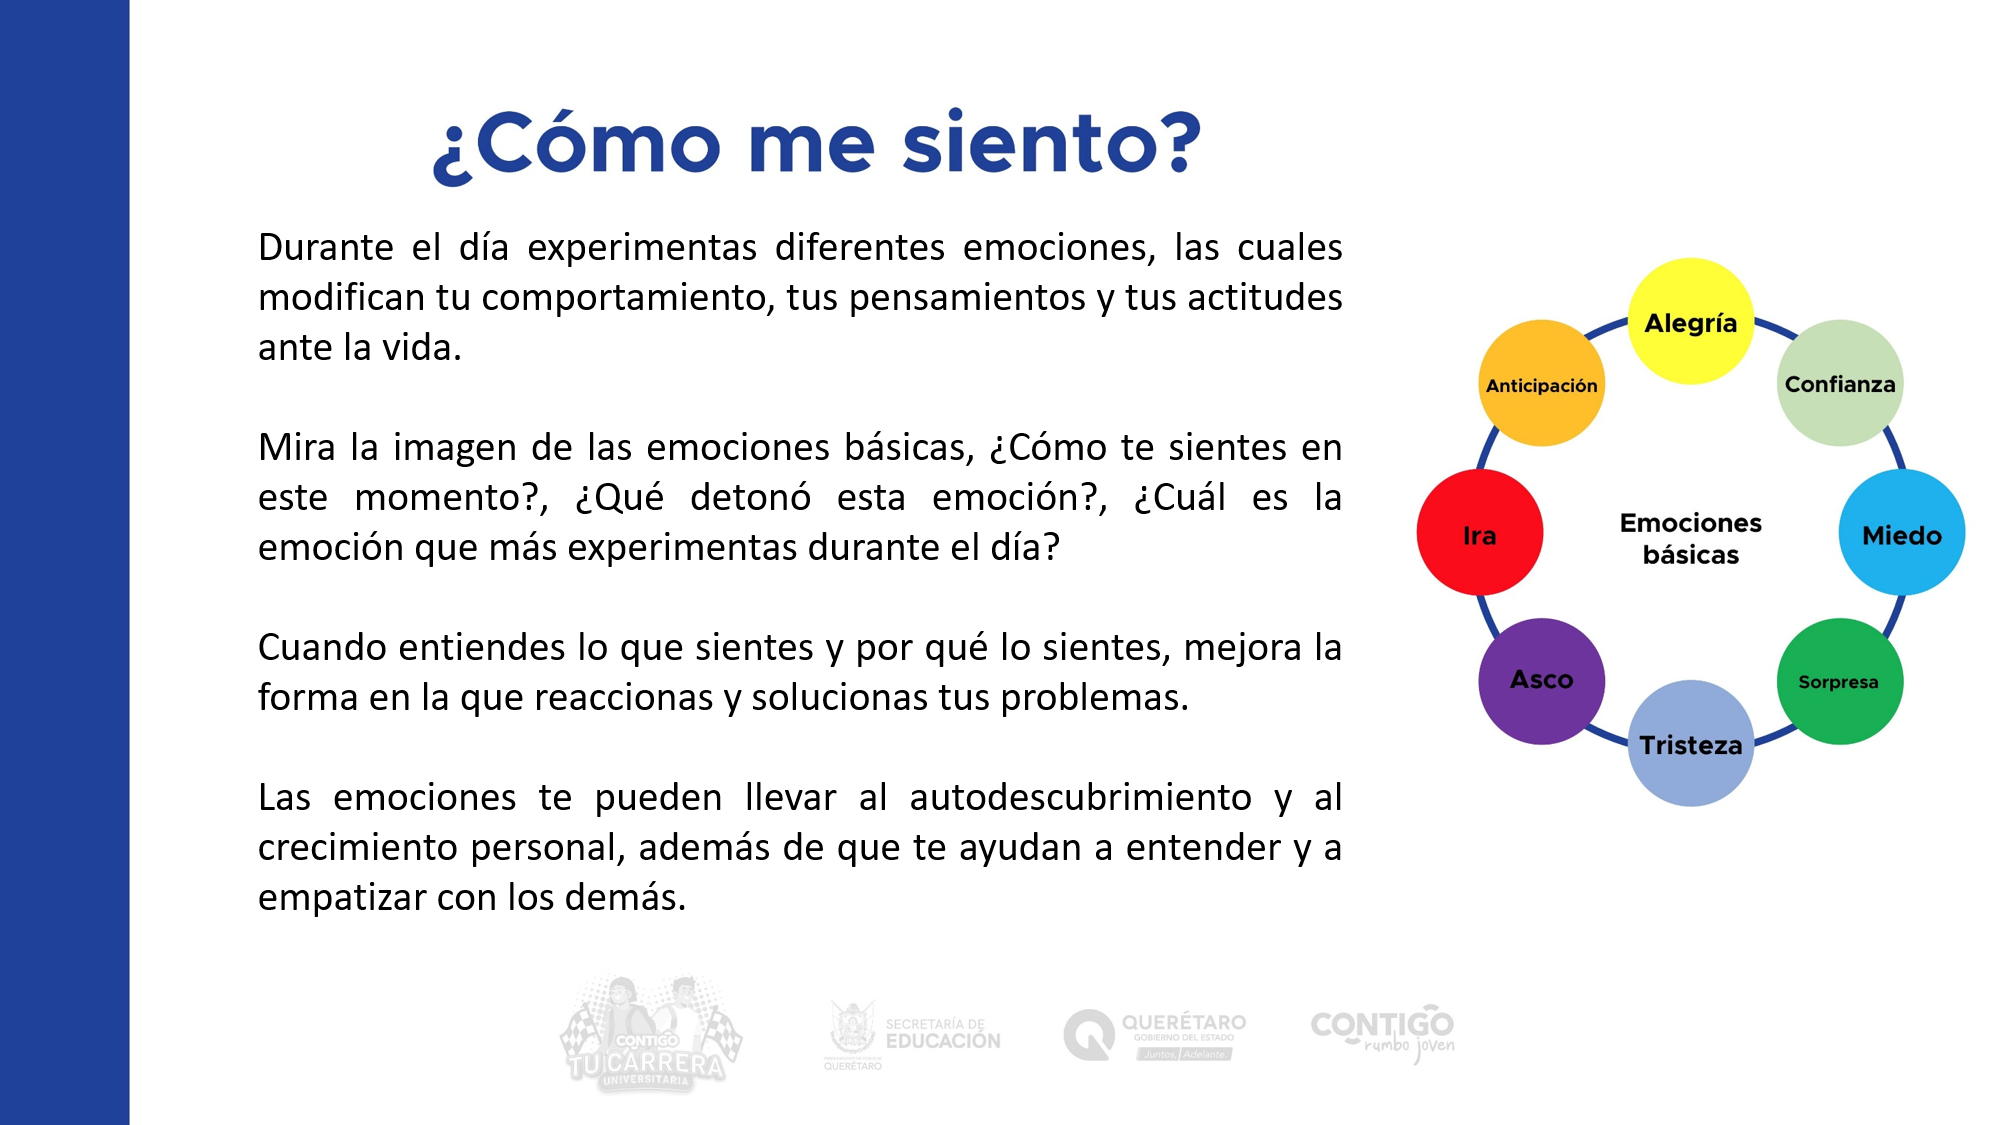 ¿Cómo me siento?
Durante el día experimentas diferentes emociones, las cuales
modifican tu comportamiento, tus pensamientos y tus actitudes
ante la vida.
Mira la imagen de las emociones básicas, ¿Cómo te sientes en
este momento?, ¿Qué detonó esta emoción?, ¿Cuál es la
emoción que más experimentas durante el día?
Cuando entiendes lo que sientes y por qué lo sientes, mejora la
forma en la que reaccionas y solucionas tus problemas.
Las emociones te pueden llevar al autodescubrimiento y al
crecimiento personal, además de que te ayudan a entender y a
empatizar con los demás.
Alegría
Anticipación
Confianza
Ira
Emociones
básicas
Miedo
Asco
Sorpresa
Tristeza
CONTIGO
TU CARRERA
UNIVERSITARIA
SECRETARÍA DE
EDUCACIÓN
QUERÉTARO
QUERÉTARO
GOBIERNO DEL ESTADO
Juntos, Adelante.
CONTIGO
rumbo joven